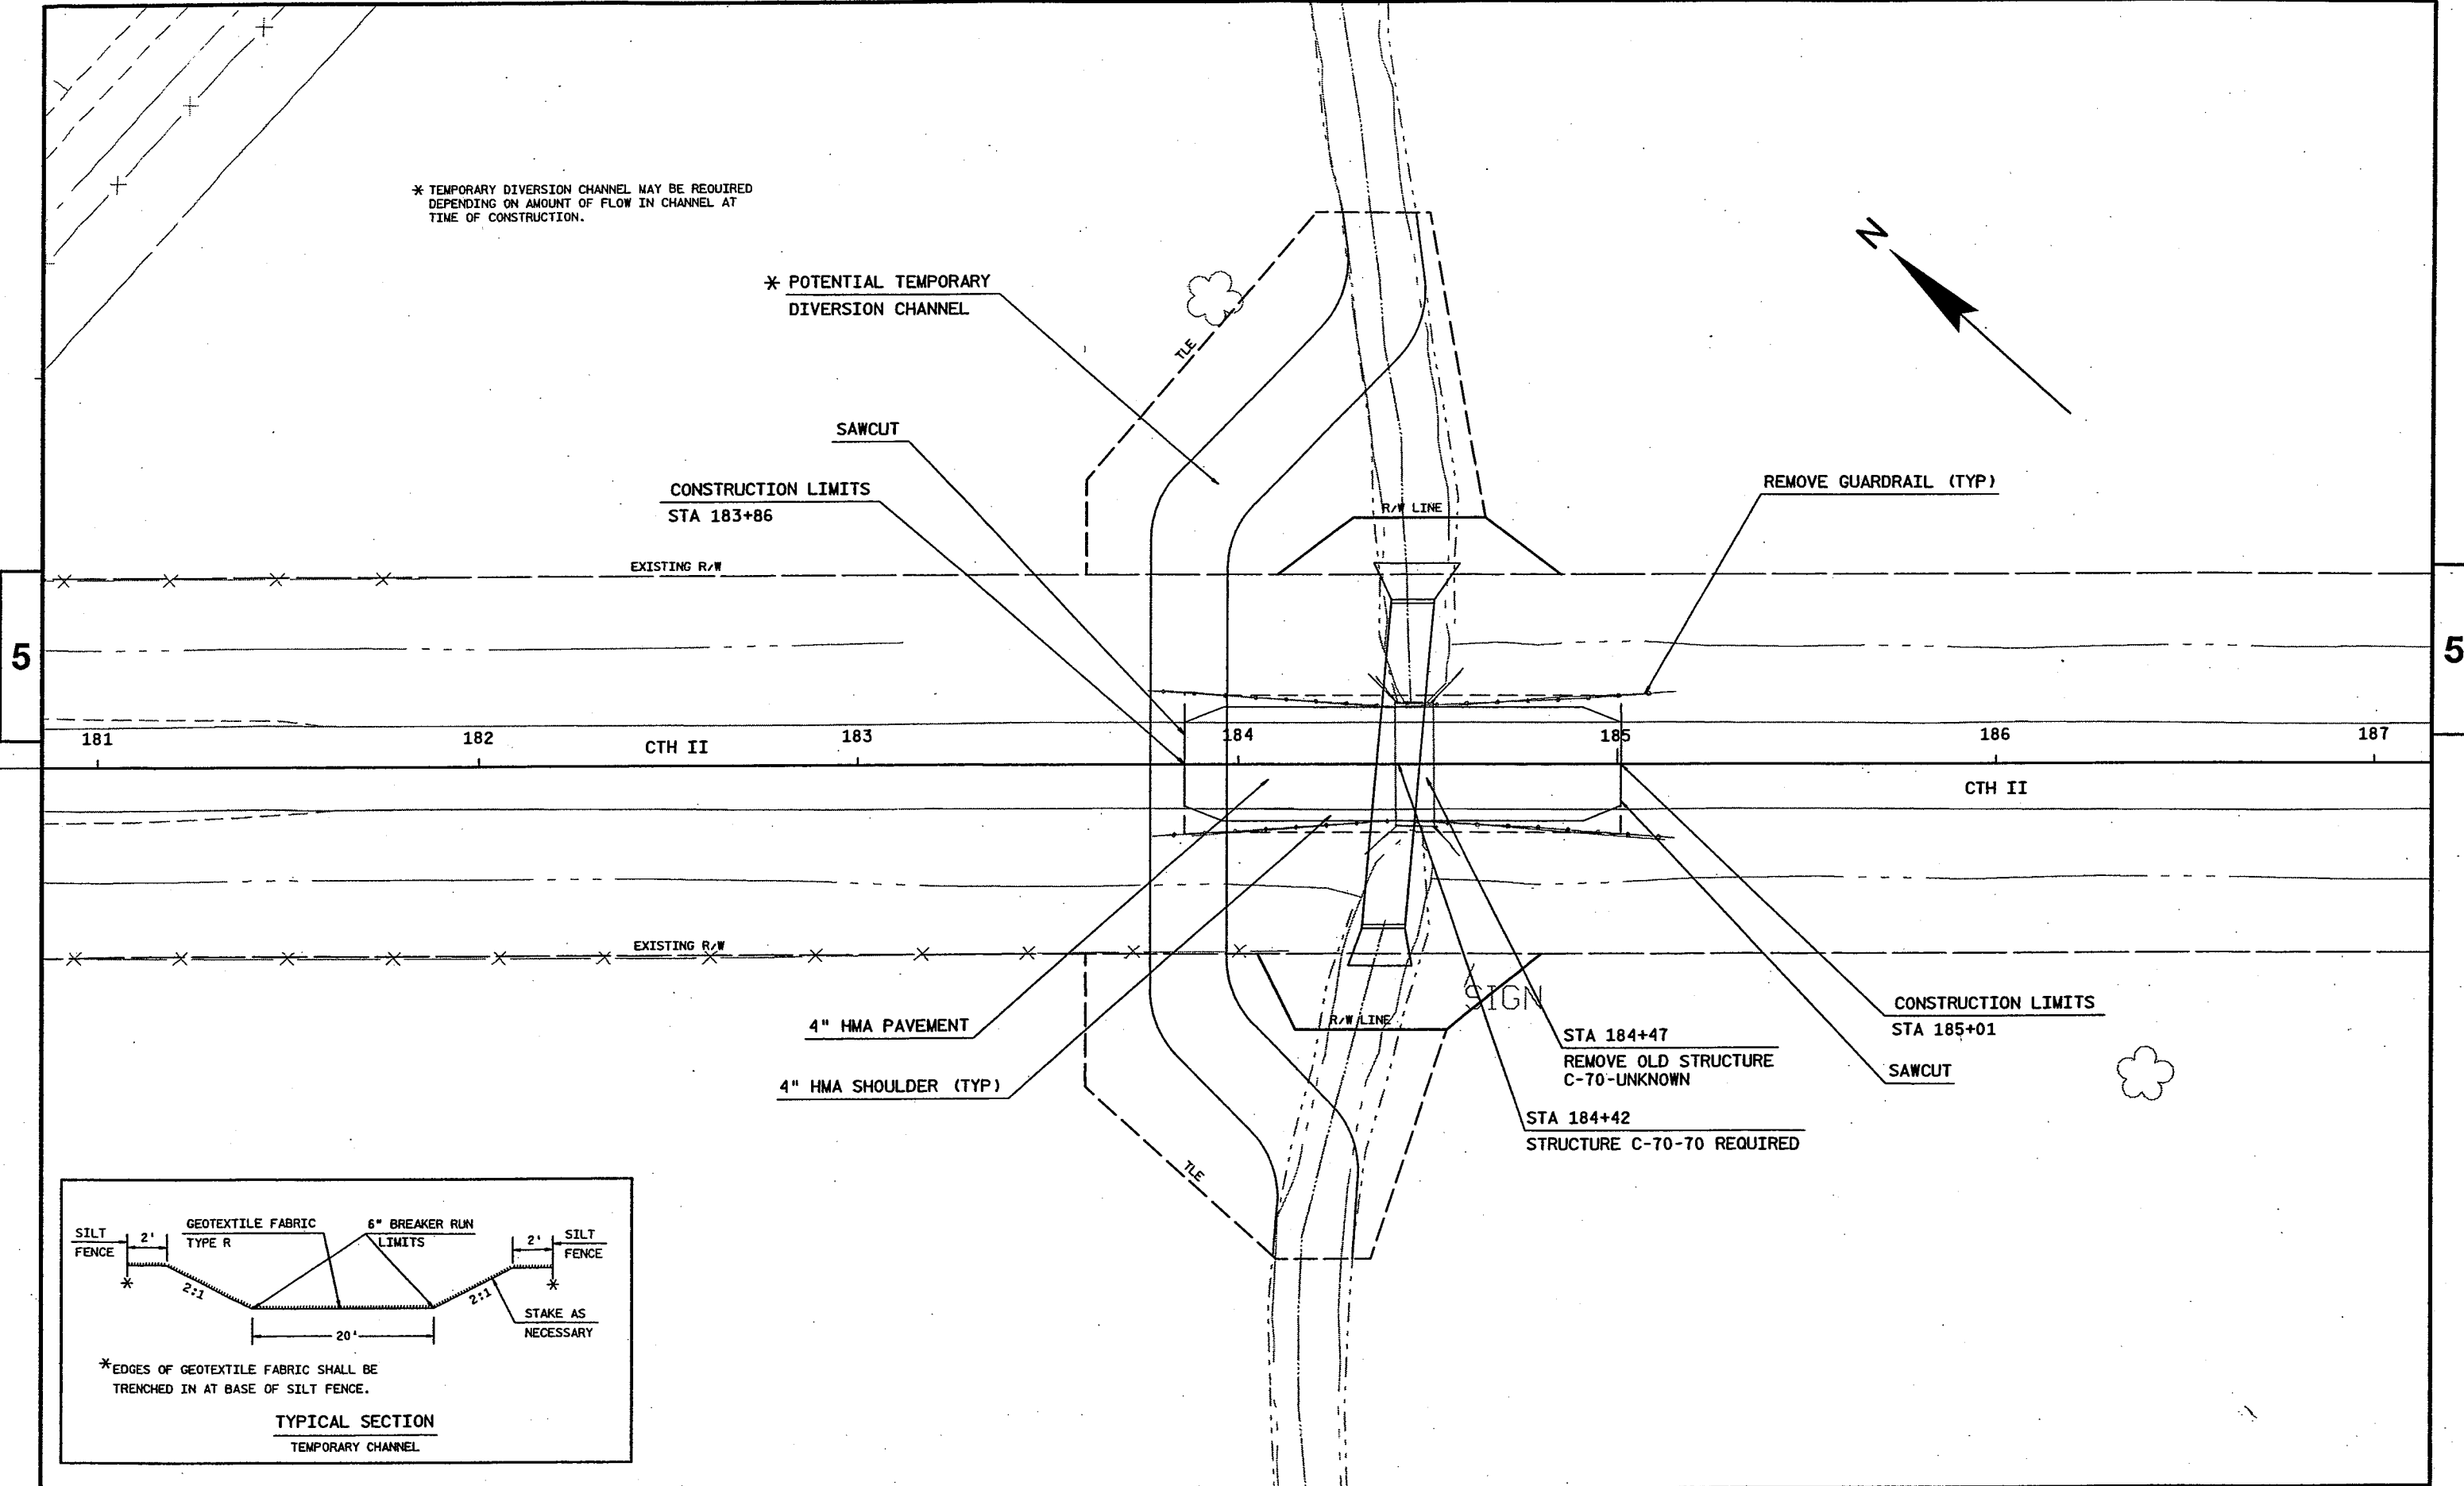 * TEMPORARY DIVERSION CHANNEL MAY BE REQUIRED
DEPENDING ON AMOUNT OF FLOW IN CHANNEL AT
TIME OF CONSTRUCTION.
N
* POTENTIAL TEMPORARY
DIVERSION CHANNEL
TLE
SAWCUT
CONSTRUCTION LIMITS
STA 183+86
REMOVE GUARDRAIL (TYP)
R/W LINE
EXISTING R/W
5
5
181
182
CTH II
183
184
185
186
187
CTH II
EXISTING R/W
SIGN
R/W LINE
4" HMA PAVEMENT
4" HMA SHOULDER (TYP)
STA 184+47
REMOVE OLD STRUCTURE
C-70-UNKNOWN
STA 184+42
STRUCTURE C-70-70 REQUIRED
CONSTRUCTION LIMITS
STA 185+01
SAWCUT
TLE
SILT
FENCE
2'
GEOTEXTILE FABRIC
TYPE R
6" BREAKER RUN
LIMITS
2'
SILT
FENCE
*
*
2:1
2:1
STAKE AS
NECESSARY
20'
*EDGES OF GEOTEXTILE FABRIC SHALL BE
TRENCHED IN AT BASE OF SILT FENCE.
TYPICAL SECTION
TEMPORARY CHANNEL